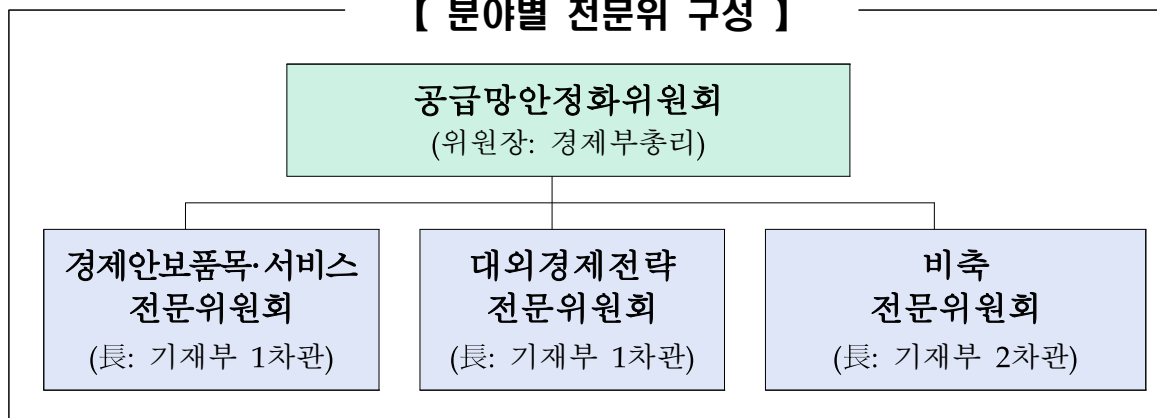 【 분야별 전문위 구성 】
공급망안정화위원회
(위원장: 경제부총리)
경제안보품목·서비스
전문위원회
(長: 기재부 1차관)
대외경제전략
전문위원회
(長: 기재부 1차관)
비축
전문위원회
(長: 기재부 2차관)